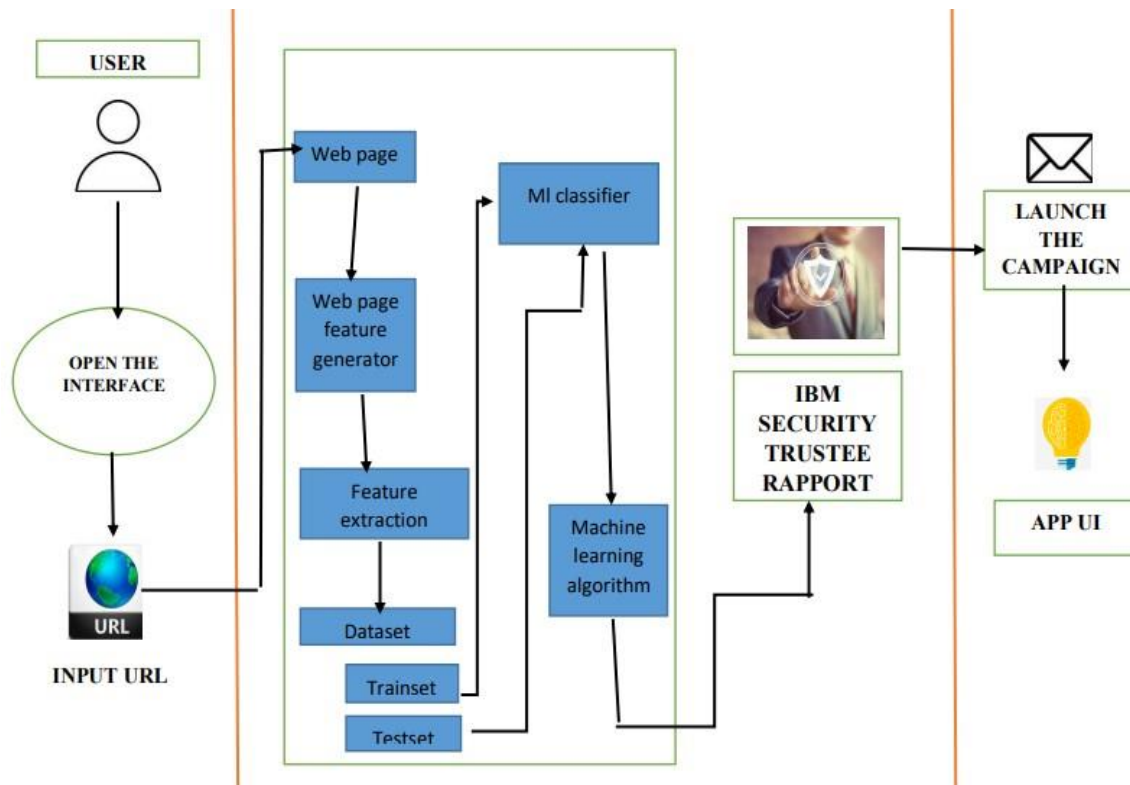 USER
OPEN THE
INTERFACE
URL
INPUT URL
Web page
Web page
feature
generator
Feature
extraction
Dataset
Trainset
Testset
Ml classifier
Machine
learning
algorithm
IBM
SECURITY
TRUSTEE
RAPPORT
LAUNCH
THE
CAMPAIGN
APP UI